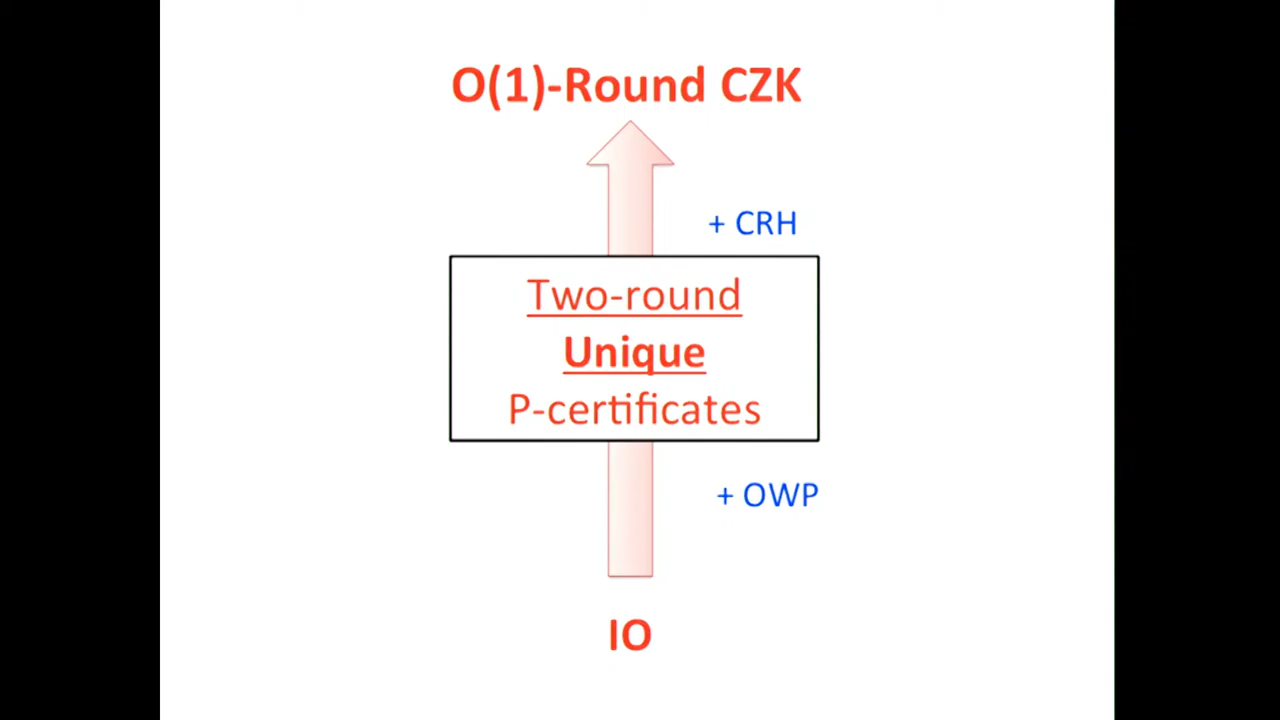 O(1)-Round CZK
+ CRH
Two-round
Unique
P-certificates
+ OWP
IO